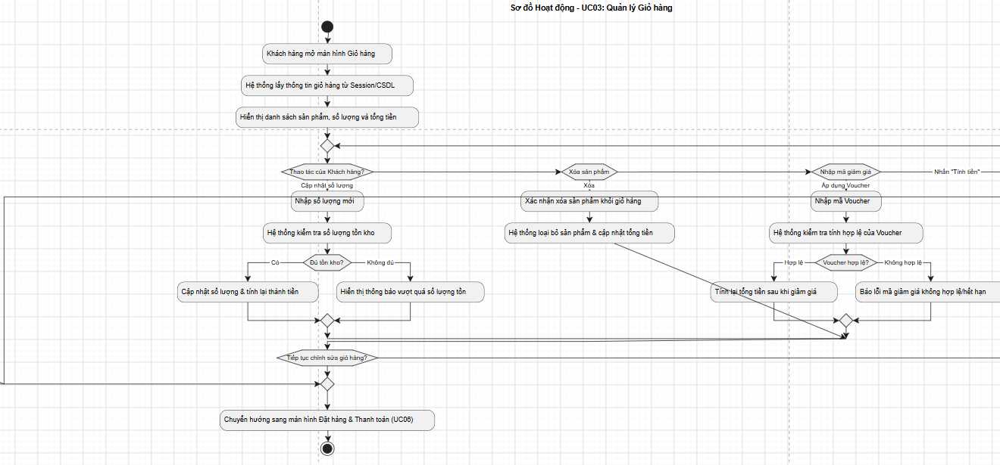 Sơ đồ Hoạt động - UC03: Quản lý Giỏ hàng
Khách hàng mở màn hình Giỏ hàng
Hệ thống lấy thông tin giỏ hàng từ Session/CSDL
Hiển thị danh sách sản phẩm, số lượng và tổng tiền
Thao tác của Khách hàng?
Xóa sản phẩm
Nhập mã giảm giá
Nhấn "Tính tiền"
Cập nhật số lượng
Xóa
Áp dụng Voucher
Nhập số lượng mới
Xác nhận xóa sản phẩm khỏi giỏ hàng
Nhập mã Voucher
Hệ thống kiểm tra số lượng tồn kho
Hệ thống loại bỏ sản phẩm & cập nhật tổng tiền
Hệ thống kiểm tra tính hợp lệ của Voucher
Có
Đủ tồn kho?
Không đủ
Hợp lệ
Voucher hợp lệ?
Không hợp lệ
Cập nhật số lượng & tính lại thành tiền
Hiển thị thông báo vượt quá số lượng tồn
Tính lại tổng tiền sau khi giảm giá
Báo lỗi mã giảm giá không hợp lệ/hết hạn
Tiếp tục chỉnh sửa giỏ hàng?
Chuyển hướng sang màn hình Đặt hàng & Thanh toán (UC06)